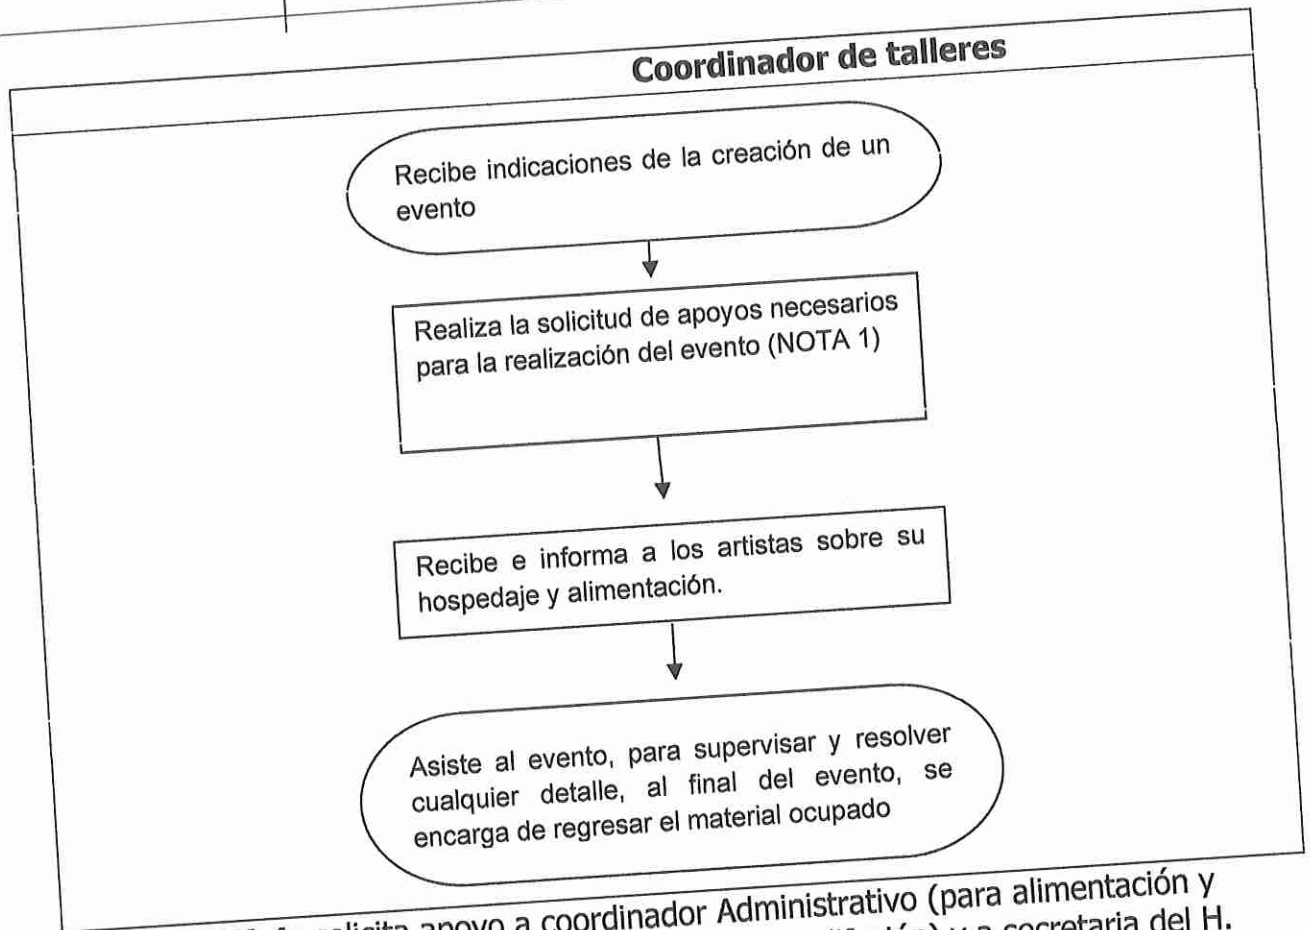 Coordinador de talleres
Recibe indicaciones de la creación de un
evento
Realiza la solicitud de apoyos necesarios
para la realización del evento (NOTA 1)
Recibe e informa a los artistas sobre su
hospedaje y alimentación.
Asiste al evento, para supervisar y resolver
cualquier detalle, al final del evento, se
encarga de regresar el material ocupado
solicita apoyo a coordinador Administrativo (para alimentación y
y a secretaria del H.